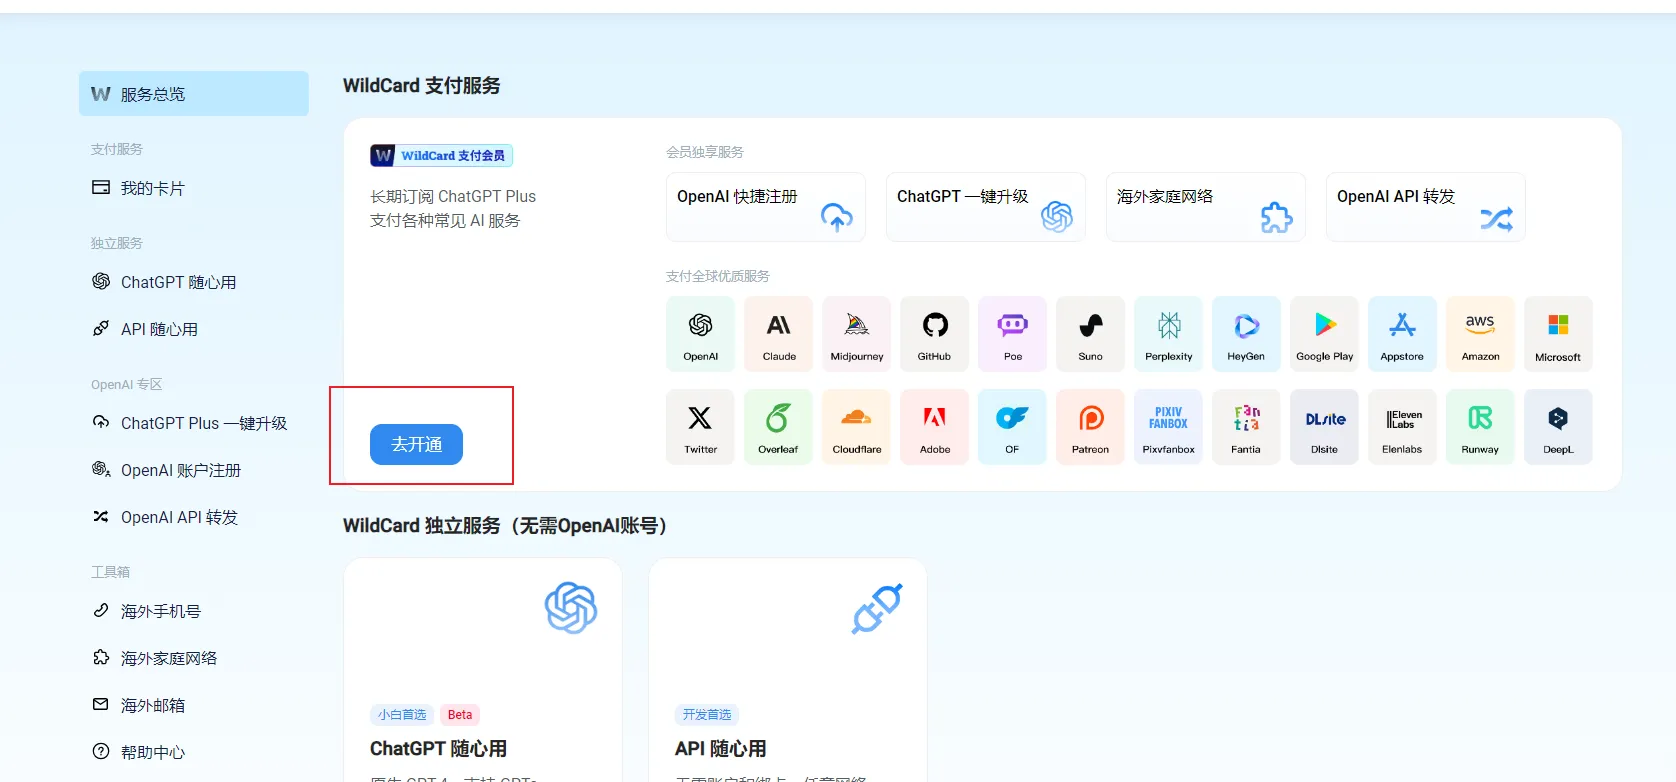 服务总览
支付服务
我的卡片
独立服务
ChatGPT 随心用
API 随心用
OpenAI 专区
ChatGPT Plus 一键升级
OpenAI 账户注册
OpenAI API 转发
工具箱
海外手机号
海外家庭网络
海外邮箱
帮助中心
WildCard 支付服务
W WildCard 支付会员
长期订阅 ChatGPT Plus
支付各种常见 AI 服务
去开通
会员独享服务
OpenAI 快捷注册
ChatGPT 一键升级
海外家庭网络
OpenAI API 转发
支付全球优质服务
OpenAI
Claude
Midjourney
GitHub
Poe
Suno
Perplexity
HeyGen
Google Play
Appstore
aws
Amazon
Microsoft
Twitter
Overleaf
Cloudflare
Adobe
OF
Patreon
PIXIV
FANBOX
Pixvfanbox
Fan
tia
Fantia
DLsite
Dlsite
Eleven
Labs
Elenlabs
Runway
DeepL
WildCard 独立服务（无需OpenAI账号）
小白首选
Beta
ChatGPT 随心用
开发首选
API 随心用